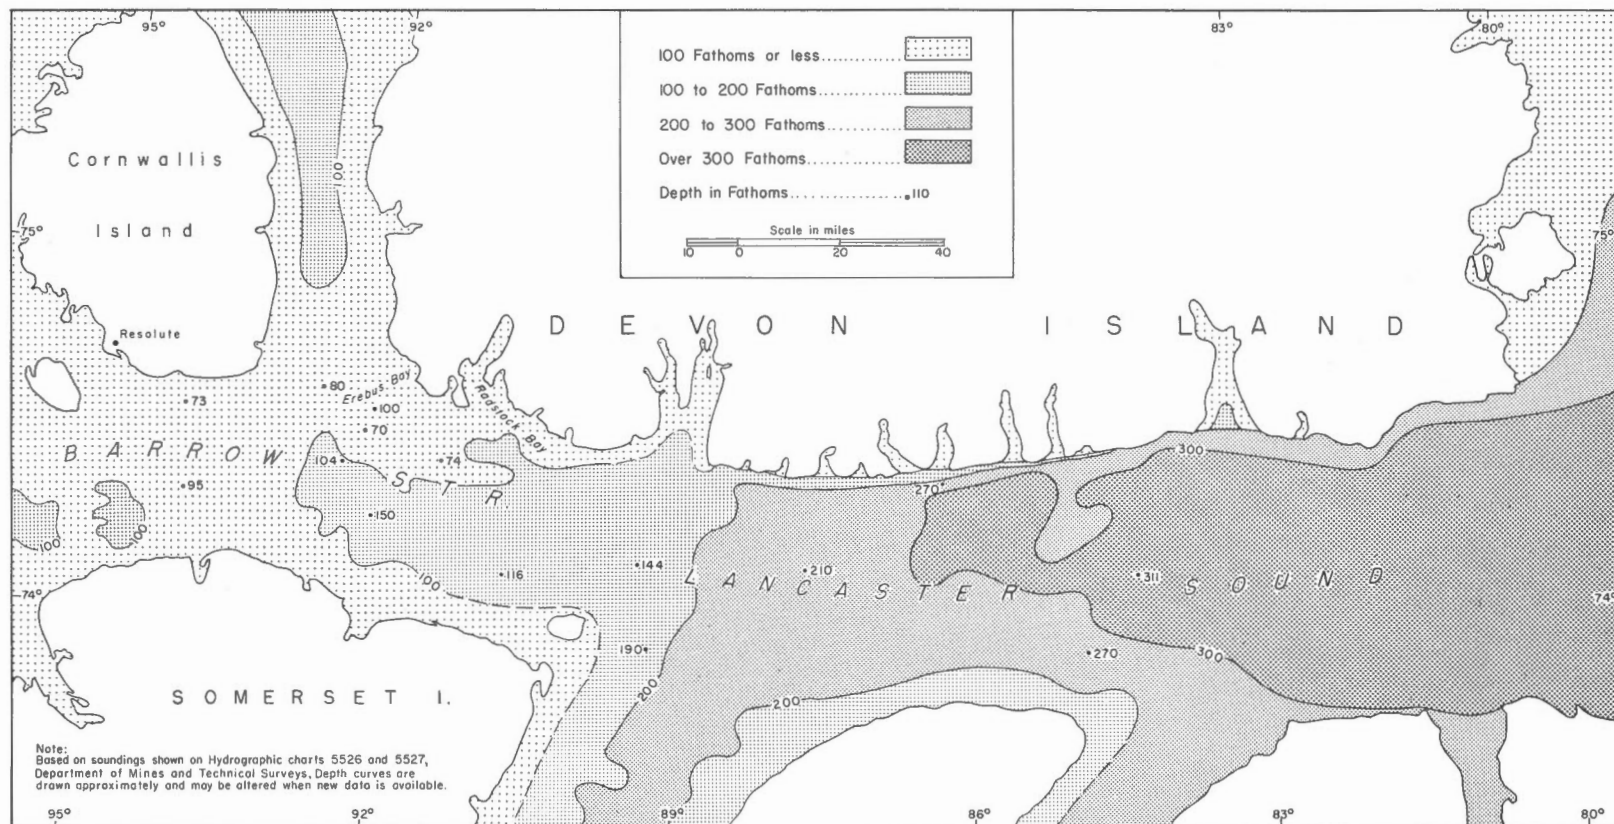 95°
92°
83°
80°
100 Fathoms or less
100 to 200 Fathoms
200 to 300 Fathoms
Over 300 Fathoms
Depth in Fathoms
110
Scale in miles
10 0 20 40
Cornwallis
Island
100
75°
75°
Resolute
DEVON ISLAND
80
Erebus Bay
100
73
70
Radstock Bay
BARROW STR.
104
74
95
150
100
100
300
270
100
116
144
210
311
LANCASTER SOUND
74°
74°
190
200
270
300
200
SOMERSET I.
Note:
Based on soundings shown on Hydrographic charts 5526 and 5527,
Department of Mines and Technical Surveys, Depth curves are
drawn approximately and may be altered when new data is available.
95°
92°
89°
86°
83°
80°